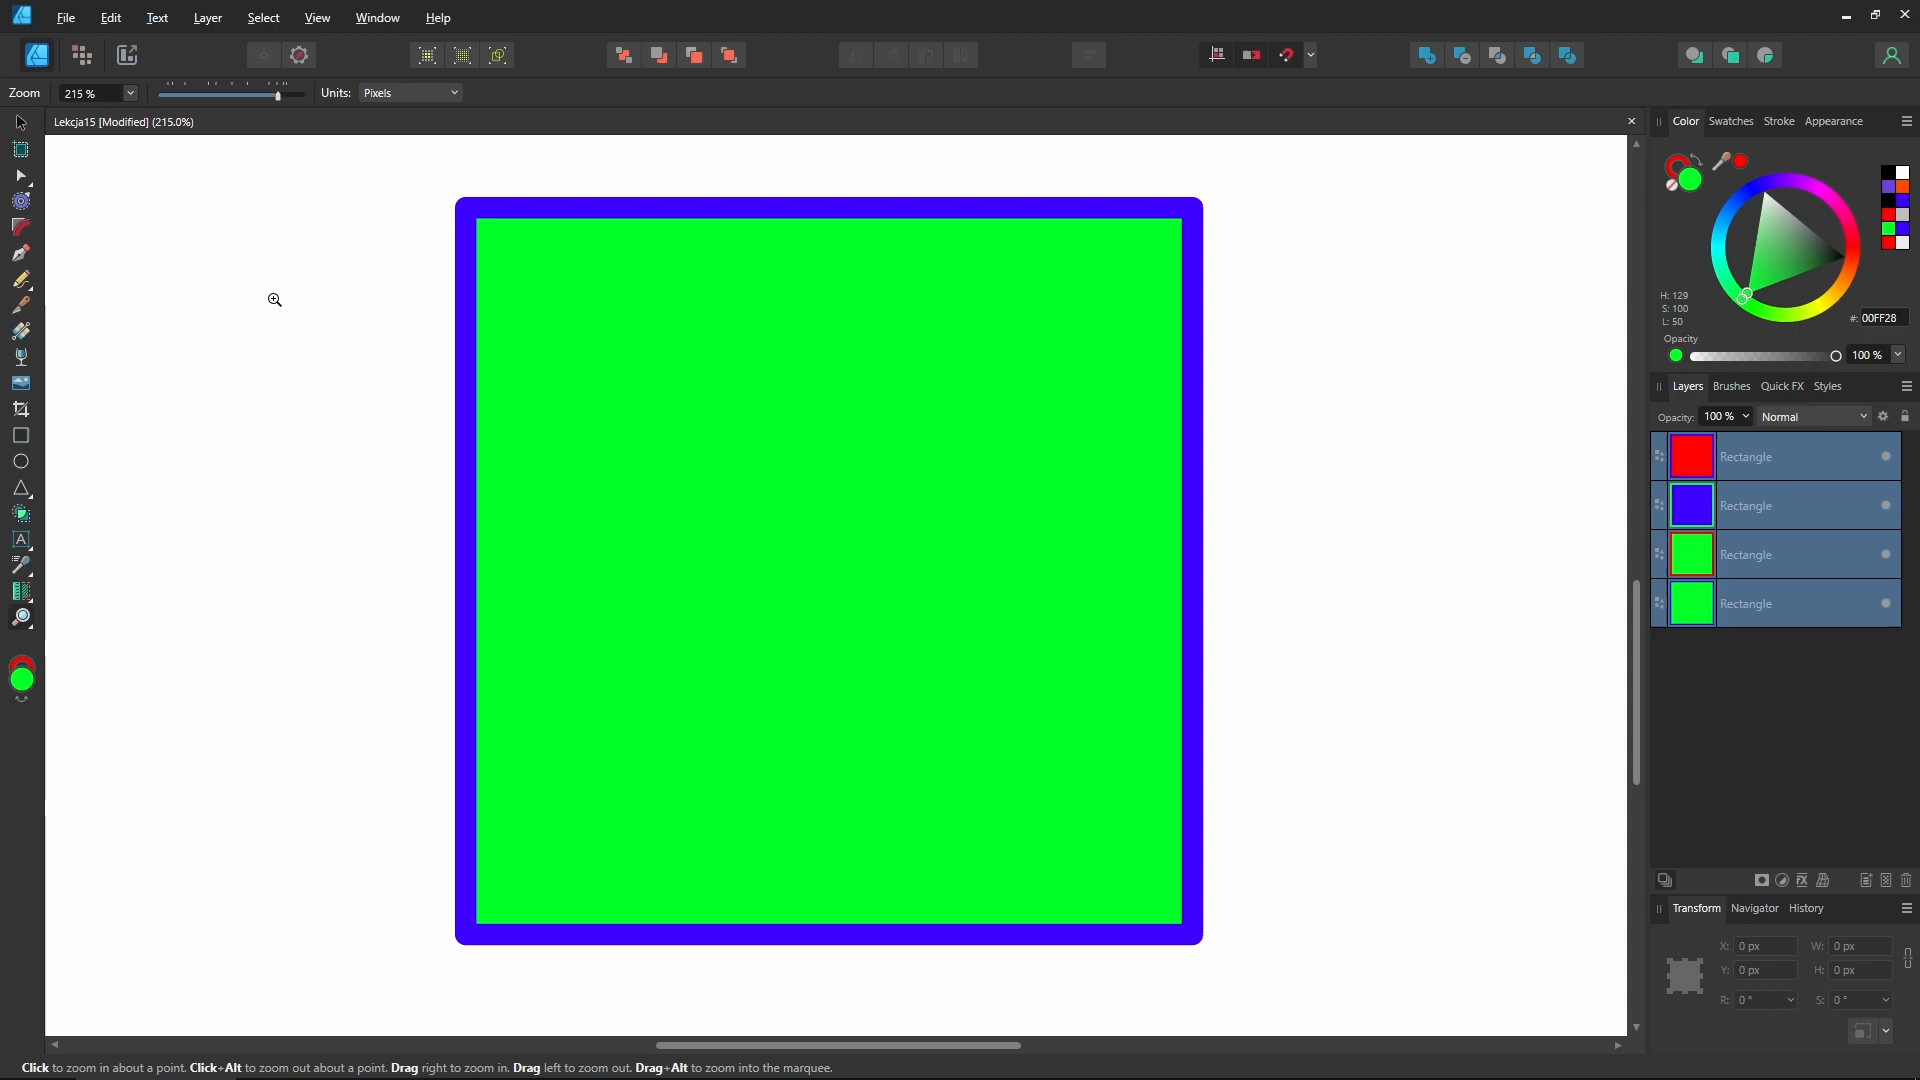 File Edit Text Layer Select View Window Help
Zoom 215 % Units: Pixels
Lekcja15 [Modified] (215.0%)
Color Swatches Stroke Appearance
H: 129
S: 100
L: 50
#: 00FF28
Opacity
100 %
Layers Brushes Quick FX Styles
Opacity: 100 % Normal
Rectangle
Rectangle
Rectangle
Rectangle
Transform Navigator History
X: 0 px W: 0 px
Y: 0 px H: 0 px
R: 0 ° S: 0 °
Click to zoom in about a point. Click+Alt to zoom out about a point. Drag right to zoom in. Drag left to zoom out. Drag+Alt to zoom into the marquee.